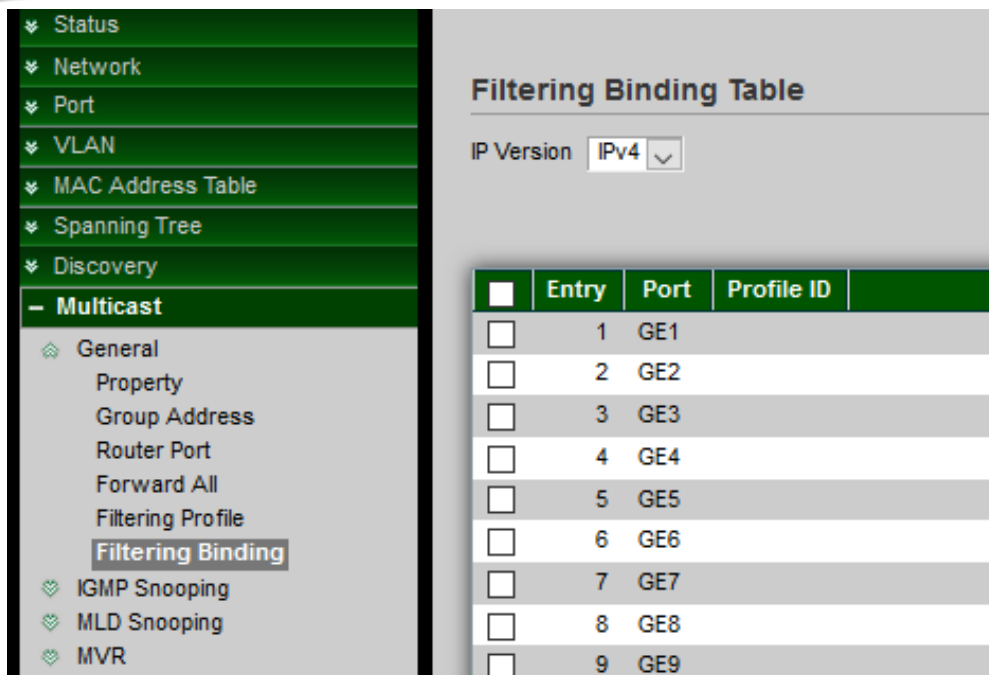 Status
Network
Port
VLAN
MAC Address Table
Spanning Tree
Discovery
Multicast
General
Property
Group Address
Router Port
Forward All
Filtering Profile
Filtering Binding
IGMP Snooping
MLD Snooping
MVR
Filtering Binding Table
IP Version IPv4
Entry Port Profile ID
1 GE1
2 GE2
3 GE3
4 GE4
5 GE5
6 GE6
7 GE7
8 GE8
9 GE9